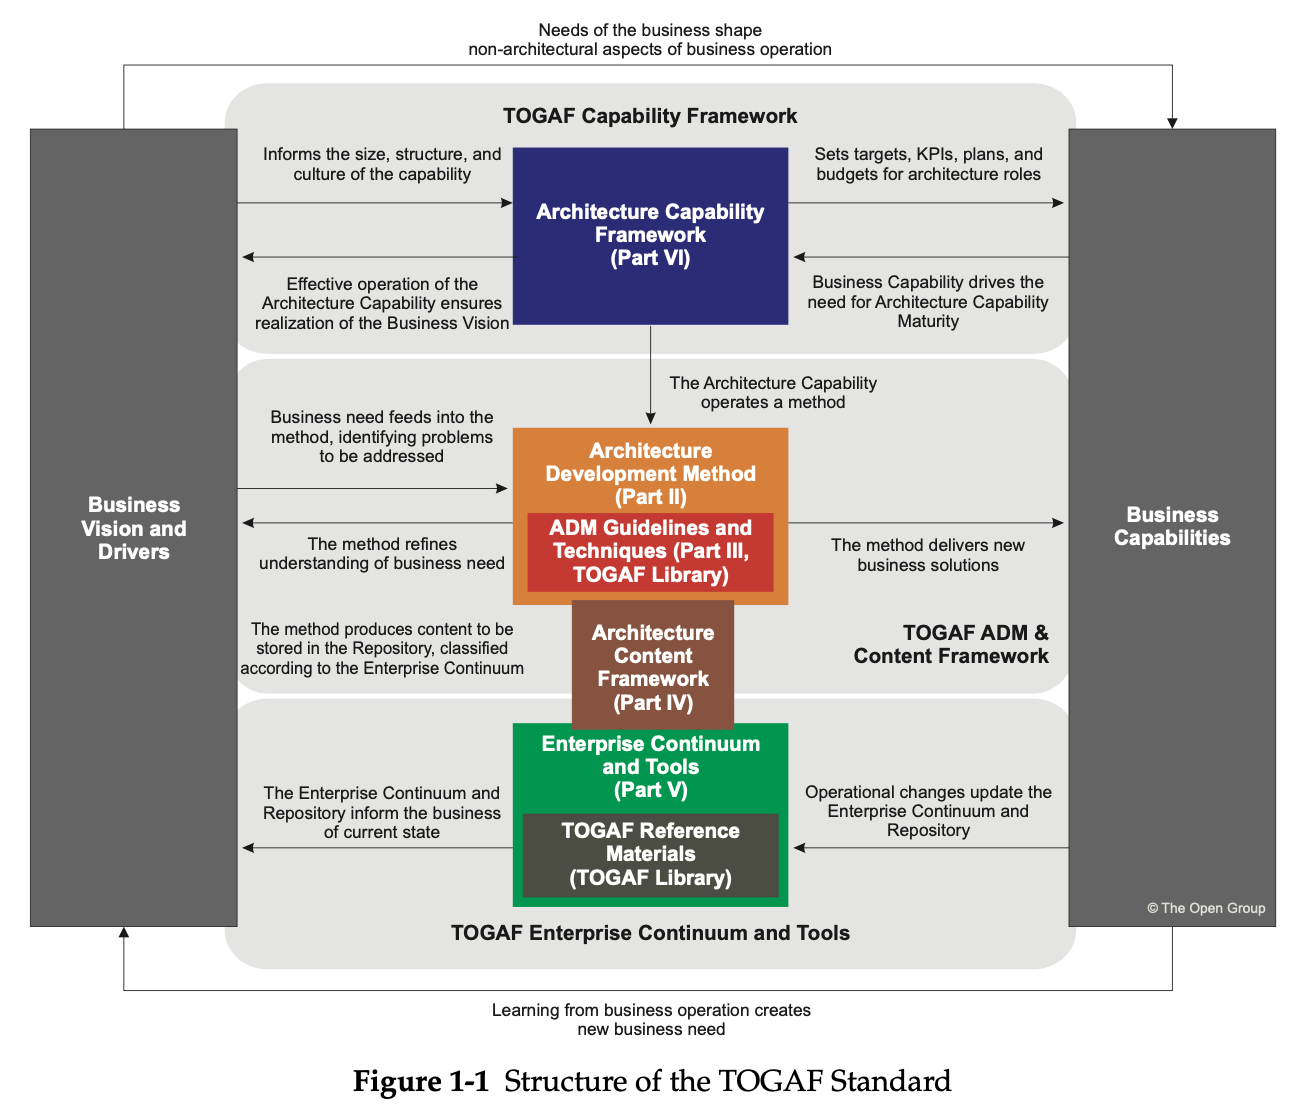 Needs of the business shape
non-architectural aspects of business operation
TOGAF Capability Framework
Informs the size, structure, and
culture of the capability
Architecture Capability
Framework
(Part VI)
Sets targets, KPIs, plans, and
budgets for architecture roles
Effective operation of the
Architecture Capability ensures
realization of the Business Vision
Business Capability drives the
need for Architecture Capability
Maturity
The Architecture Capability
operates a method
Business need feeds into the
method, identifying problems
to be addressed
Architecture
Development Method
(Part II)
ADM Guidelines and
Techniques (Part III,
TOGAF Library)
Business
Vision and
Drivers
Business
Capabilities
The method refines
understanding of business need
The method delivers new
business solutions
The method produces content to be
stored in the Repository, classified
according to the Enterprise Continuum
Architecture
Content
Framework
(Part IV)
TOGAF ADM &
Content Framework
Enterprise Continuum
and Tools
(Part V)
The Enterprise Continuum and
Repository inform the business
of current state
TOGAF Reference
Materials
(TOGAF Library)
Operational changes update the
Enterprise Continuum and
Repository
© The Open Group
TOGAF Enterprise Continuum and Tools
Learning from business operation creates
new business need
Figure 1-1 Structure of the TOGAF Standard